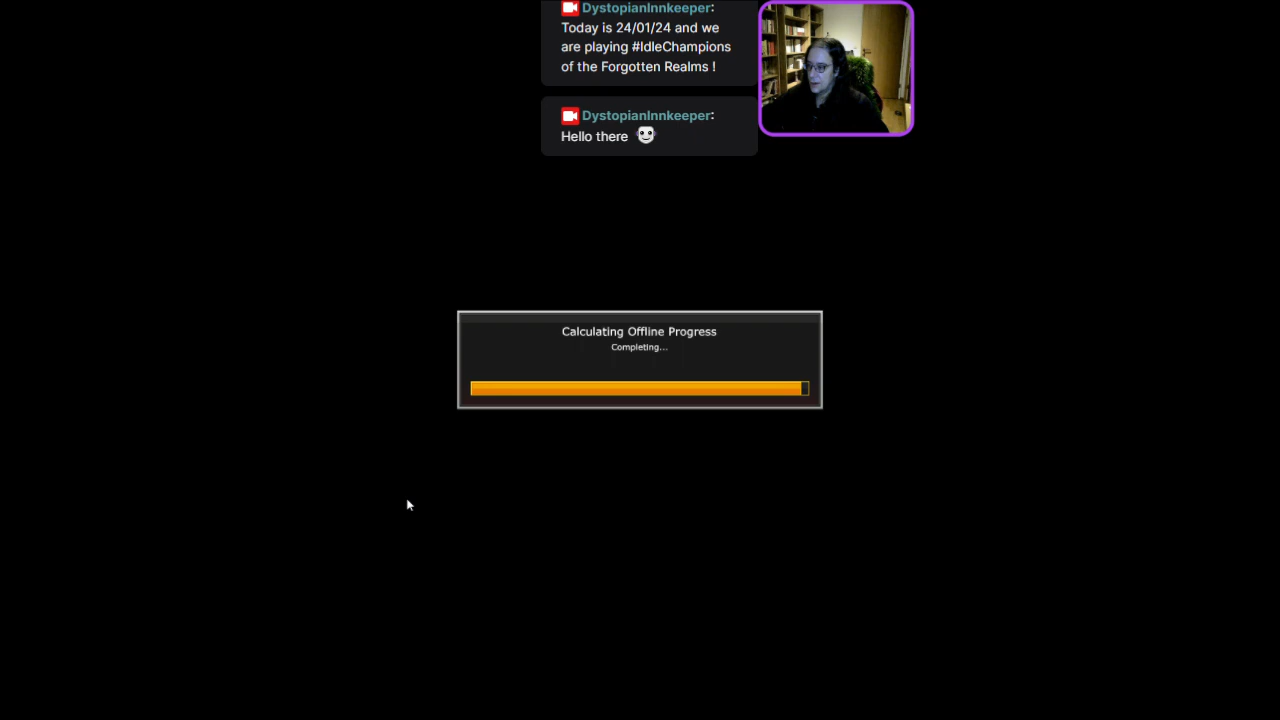 DystopianInnkeeper:
Today is 24/01/24 and we
are playing #IdleChampions
of the Forgotten Realms !
DystopianInnkeeper:
Hello there
Calculating Offline Progress
Completing...